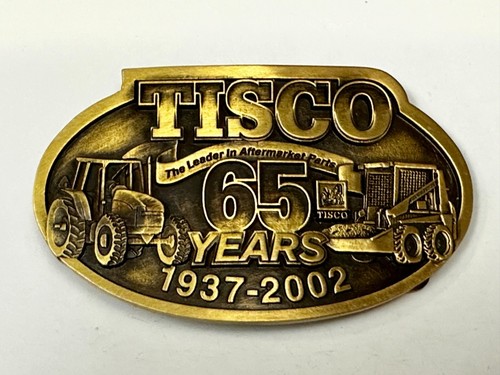 TISCO
The Leader in Aftermarket Parts
65
TISCO
YEARS
1937-2002